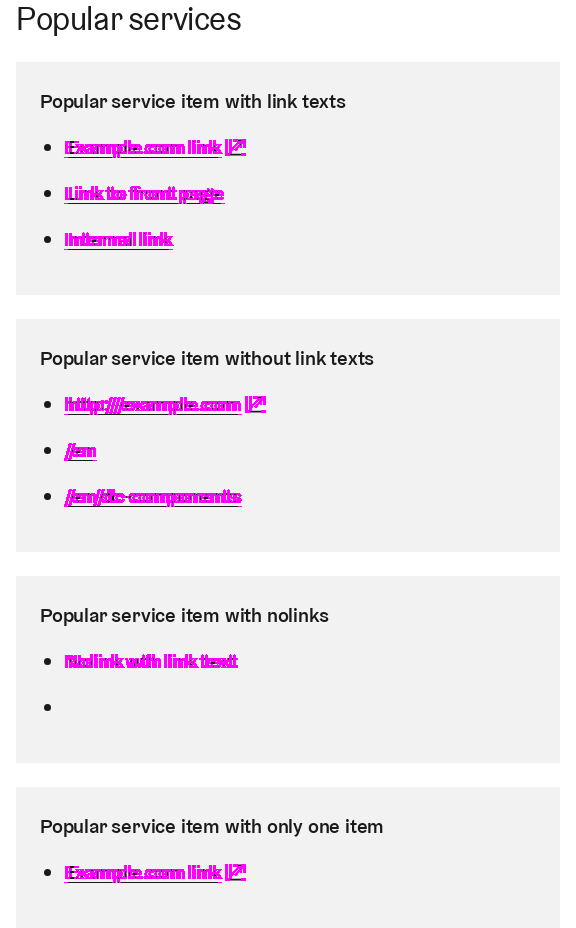 Popular services
Popular service item with link texts
Example.com link
Link to front page
Internal link
Popular service item without link texts
http://example.com
/en
/en/dc-components
Popular service item with nolinks
Nolink with link text
Popular service item with only one item
Example.com link